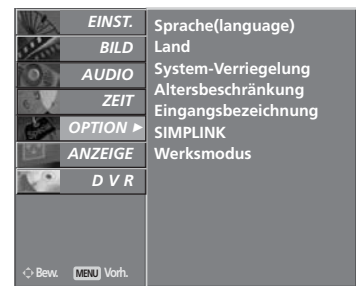 EINST.
BILD
AUDIO
ZEIT
OPTION ►
ANZEIGE
D V R
Sprache(language)
Land
System-Verriegelung
Altersbeschränkung
Eingangsbezeichnung
SIMPLINK
Werksmodus
Bew. MENU Vorh.